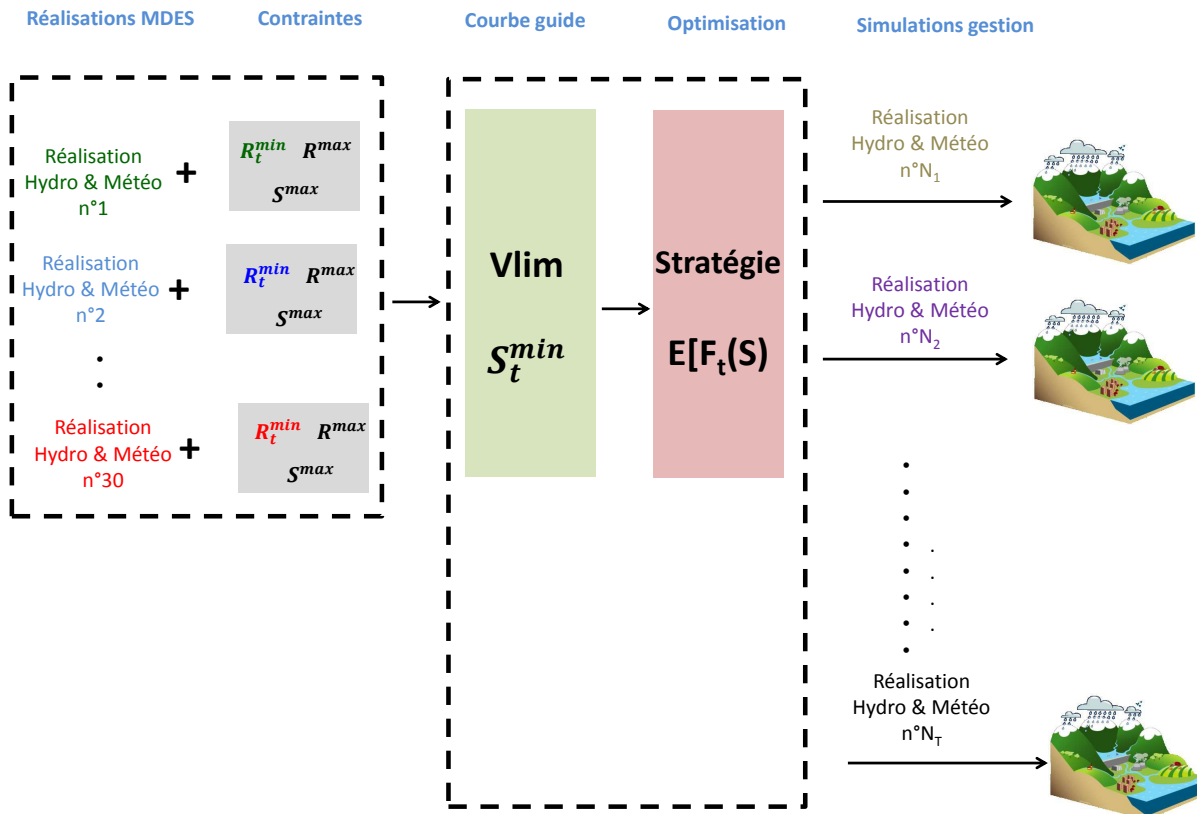 Réalisations MDES
Contraintes
Courbe guide
Optimisation
Simulations gestion
Réalisation
Hydro & Météo
n°1
+
R_t^{min} R^{max}
S^{max}
Réalisation
Hydro & Météo
n°2
+
R_t^{min} R^{max}
S^{max}
Réalisation
Hydro & Météo
n°30
+
R_t^{min} R^{max}
S^{max}
Vlim
S_t^{min}
Stratégie
E[F_t(S)
Réalisation
Hydro & Météo
n°N_1
Réalisation
Hydro & Météo
n°N_2
Réalisation
Hydro & Météo
n°N_T